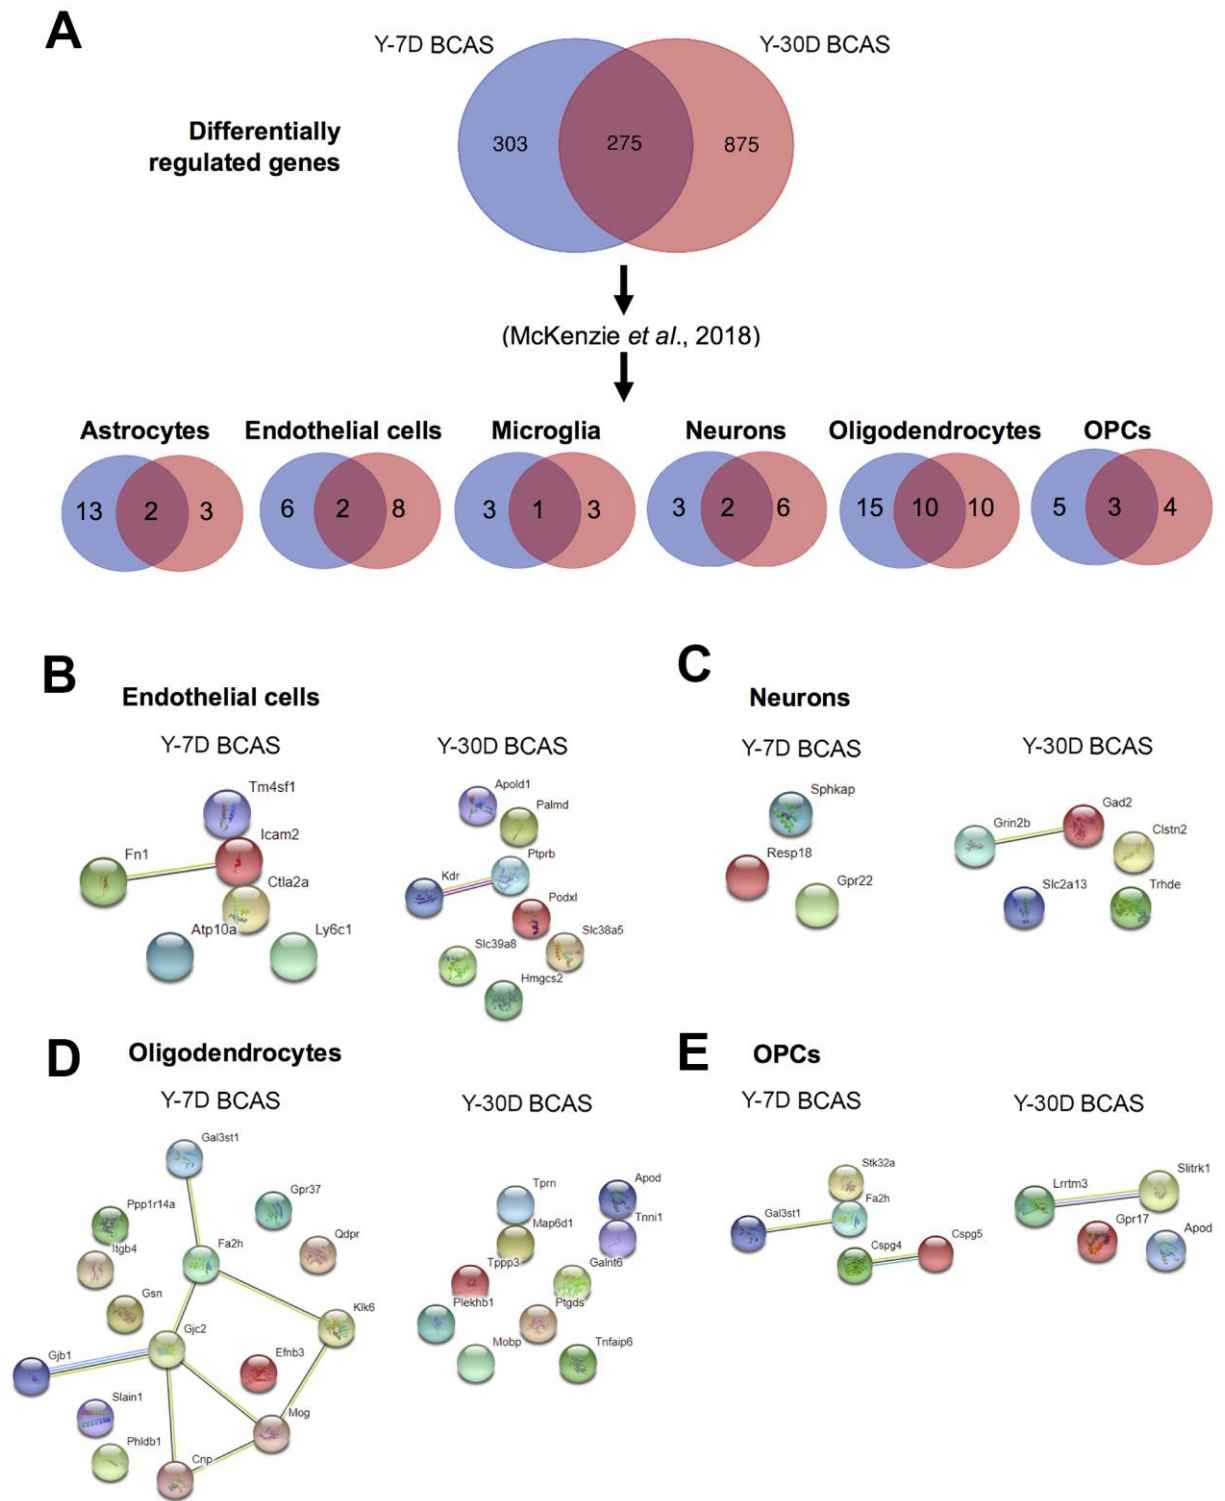 A
Y-7D BCAS
Y-30D BCAS
Differentially
regulated genes
303
275
875
(McKenzie et al., 2018)
Astrocytes
Endothelial cells
Microglia
Neurons
Oligodendrocytes
OPCs
13 2 3
6 2 8
3 1 3
3 2 6
15 10 10
5 3 4
B
Endothelial cells
Y-7D BCAS
Tm4sf1
Icam2
Fn1
Ctla2a
Atp10a
Ly6c1
Y-30D BCAS
Apold1
Palmd
Ptprb
Kdr
Podxl
Slc38a5
Slc39a8
Hmgcs2
C
Neurons
Y-7D BCAS
Sphkap
Resp18
Gpr22
Y-30D BCAS
Gad2
Grin2b
Clstn2
Slc2a13
Trhde
D
Oligodendrocytes
Y-7D BCAS
Gal3st1
Gpr37
Ppp1r14a
Qdpr
Itgb4
Fa2h
Gsn
Klk6
Gjc2
Gjb1
Efnb3
Slain1
Mog
Phldb1
Cnp
Y-30D BCAS
Tprn
Apod
Map6d1
Tnni1
Tppp3
Galnt6
Plekhb1
Ptgds
Mobp
Tnfaip6
E
OPCs
Y-7D BCAS
Stk32a
Fa2h
Gal3st1
Cspg4
Cspg5
Y-30D BCAS
Slitrk1
Lrrtm3
Gpr17
Apod